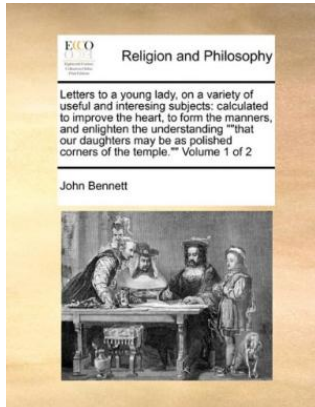 ECCO
Religion and Philosophy
Letters to a young lady, on a variety of
useful and interesing subjects: calculated
to improve the heart, to form the manners,
and enlighten the understanding ""that
our daughters may be as polished
corners of the temple."" Volume 1 of 2
John Bennett